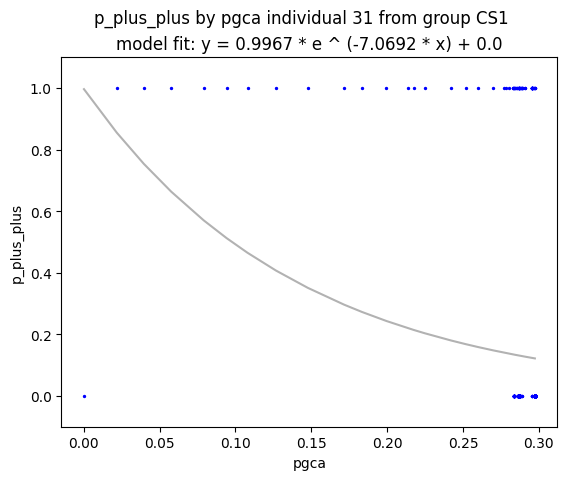 p_plus_plus by pgca individual 31 from group CS1
model fit: y = 0.9967 * e ^ (-7.0692 * x) + 0.0
1.0
0.8
0.6
0.4
0.2
0.0
p_plus_plus
0.00 0.05 0.10 0.15 0.20 0.25 0.30
pgca